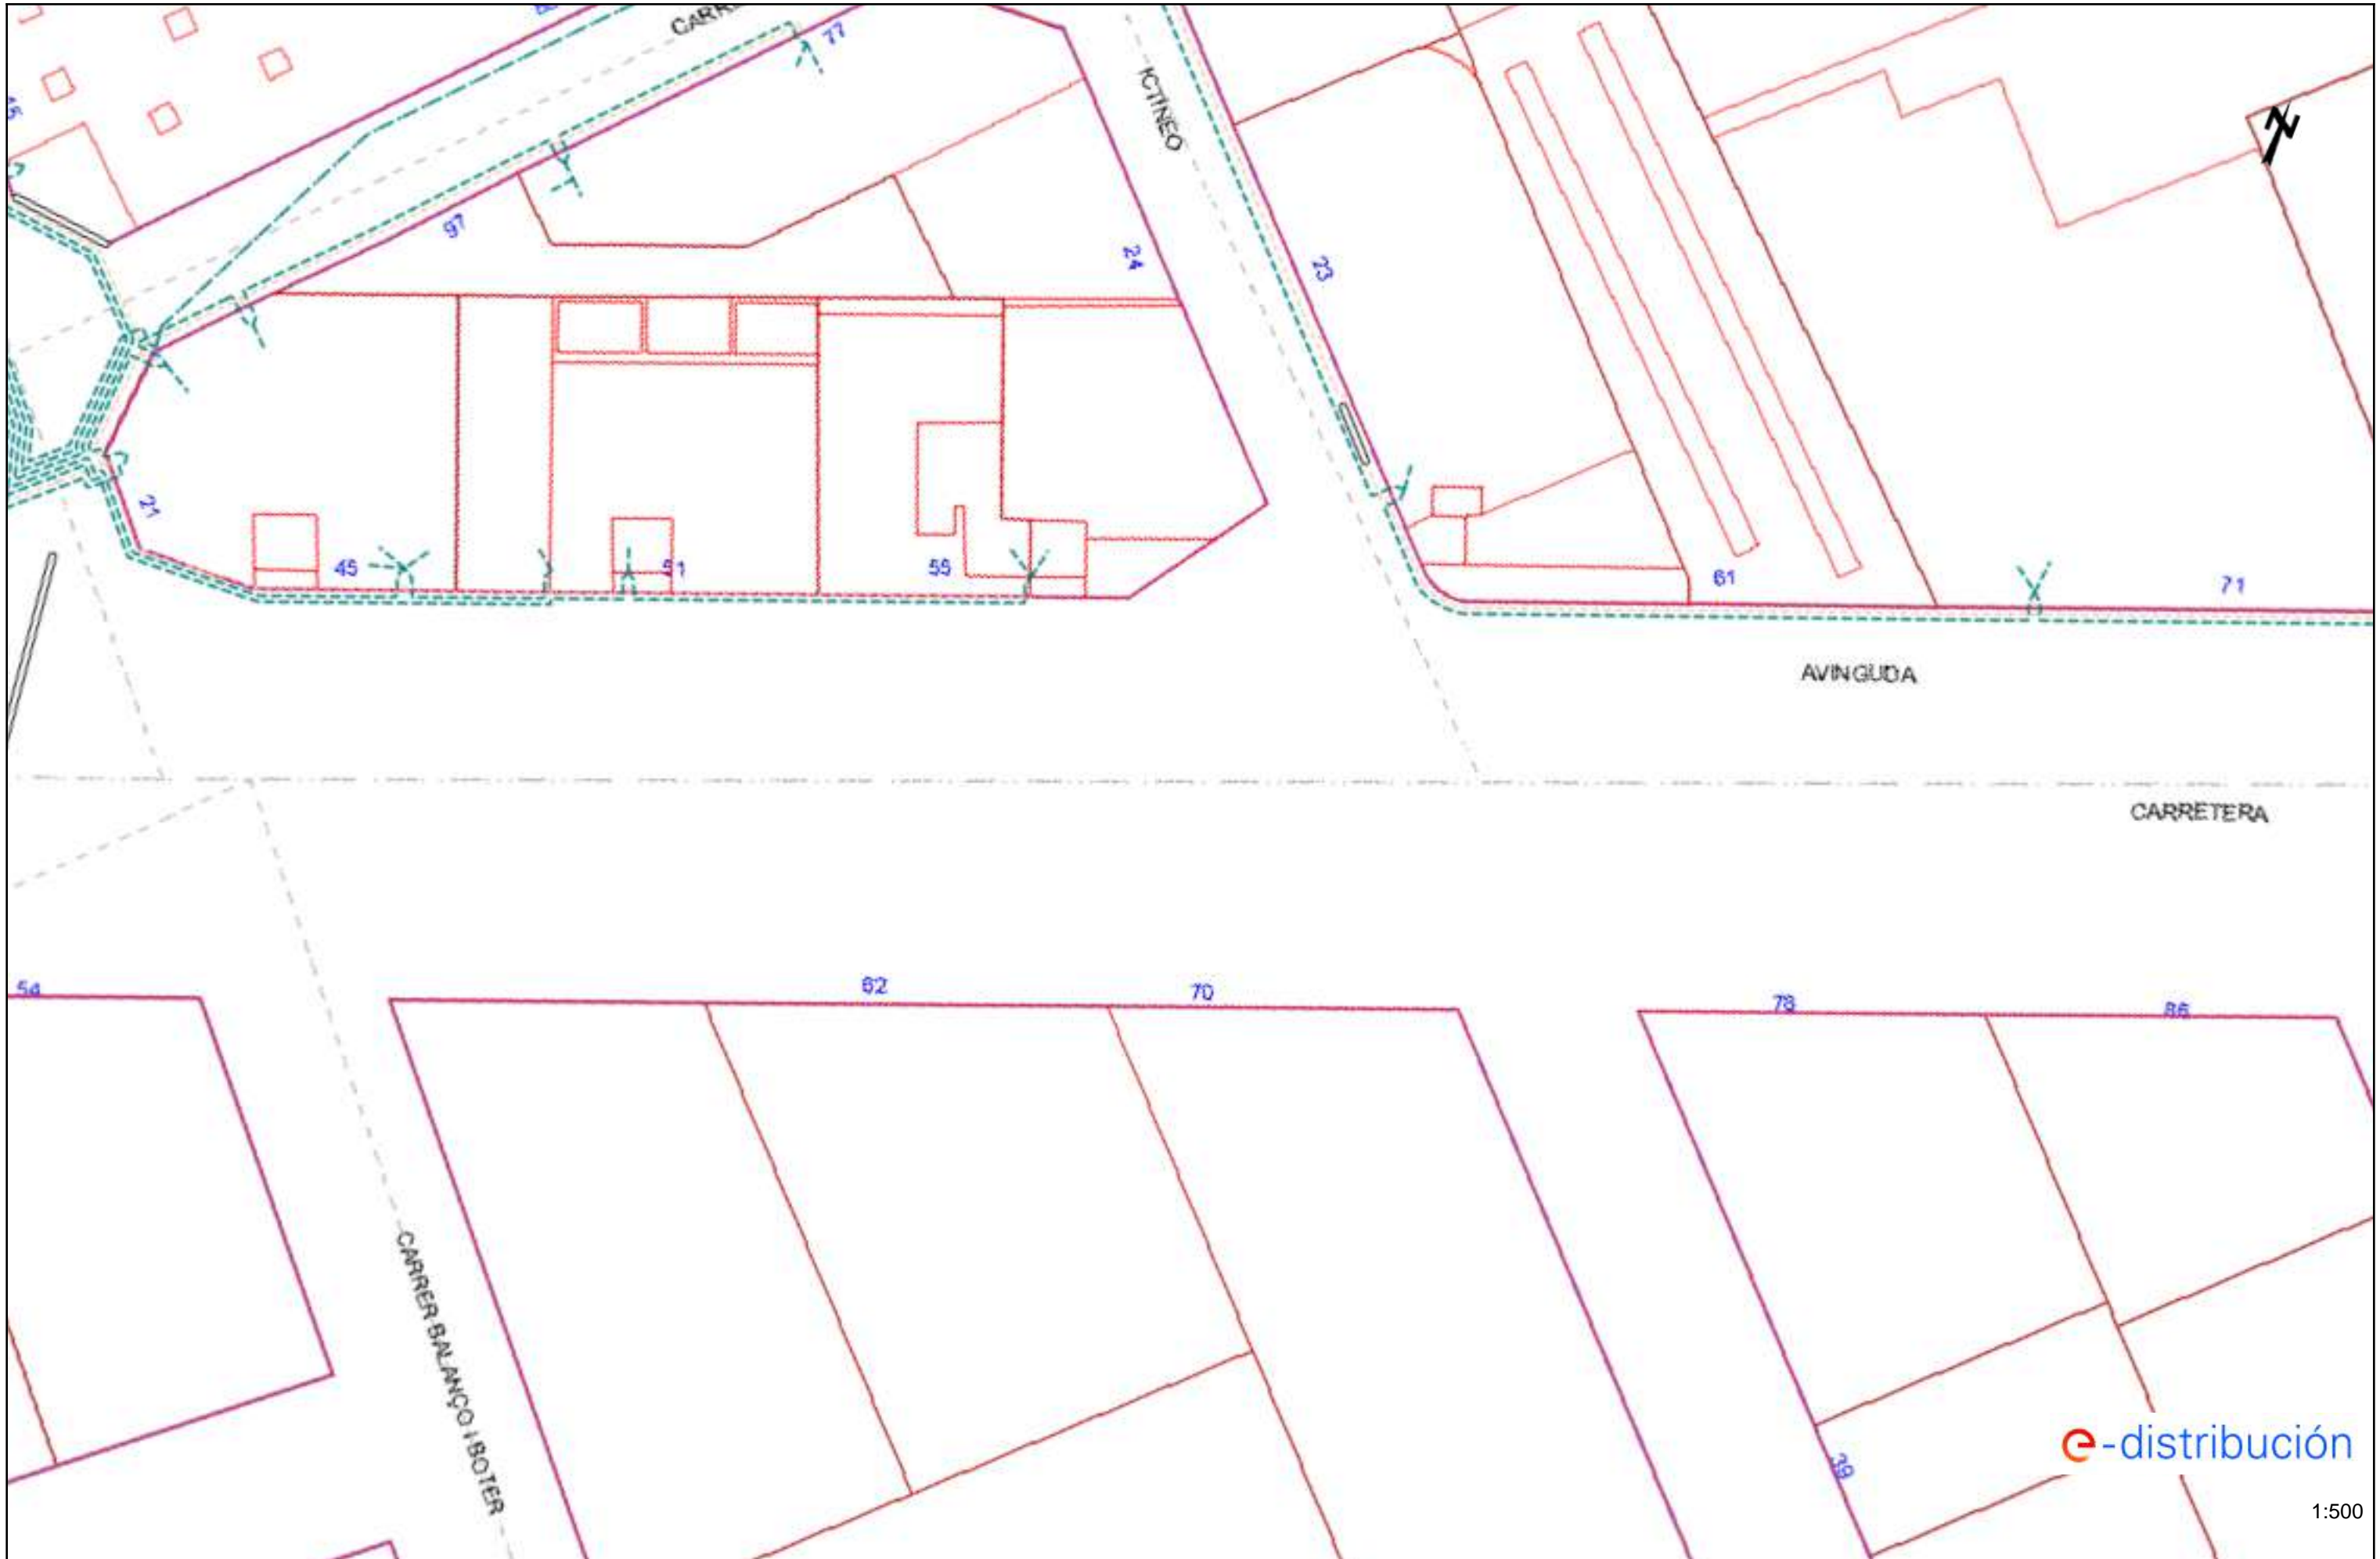 CARR
77
ICTINEO
97
24
23
21
45
51
55
61
71
AVINGUDA
CARRETERA
54
62
70
78
86
CARRER BALANÇO I BOTER
39
e-distribución
1:500